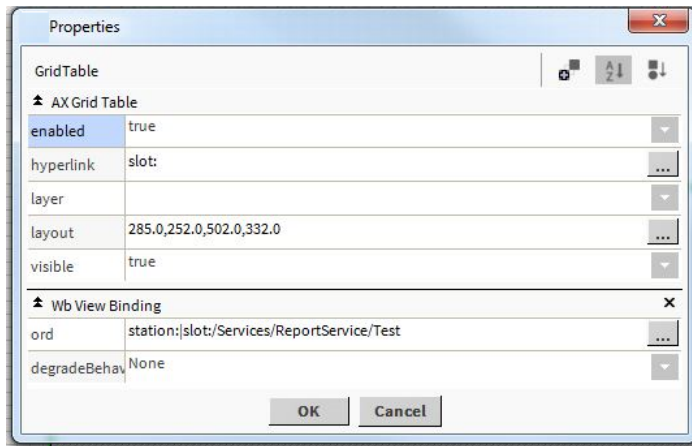 Properties
GridTable
AX Grid Table
enabled true
hyperlink slot:
...
layer
layout 285.0,252.0,502.0,332.0
...
visible true
Wb View Binding
ord station:|slot:/Services/ReportService/Test
...
degradeBehav None
OK Cancel